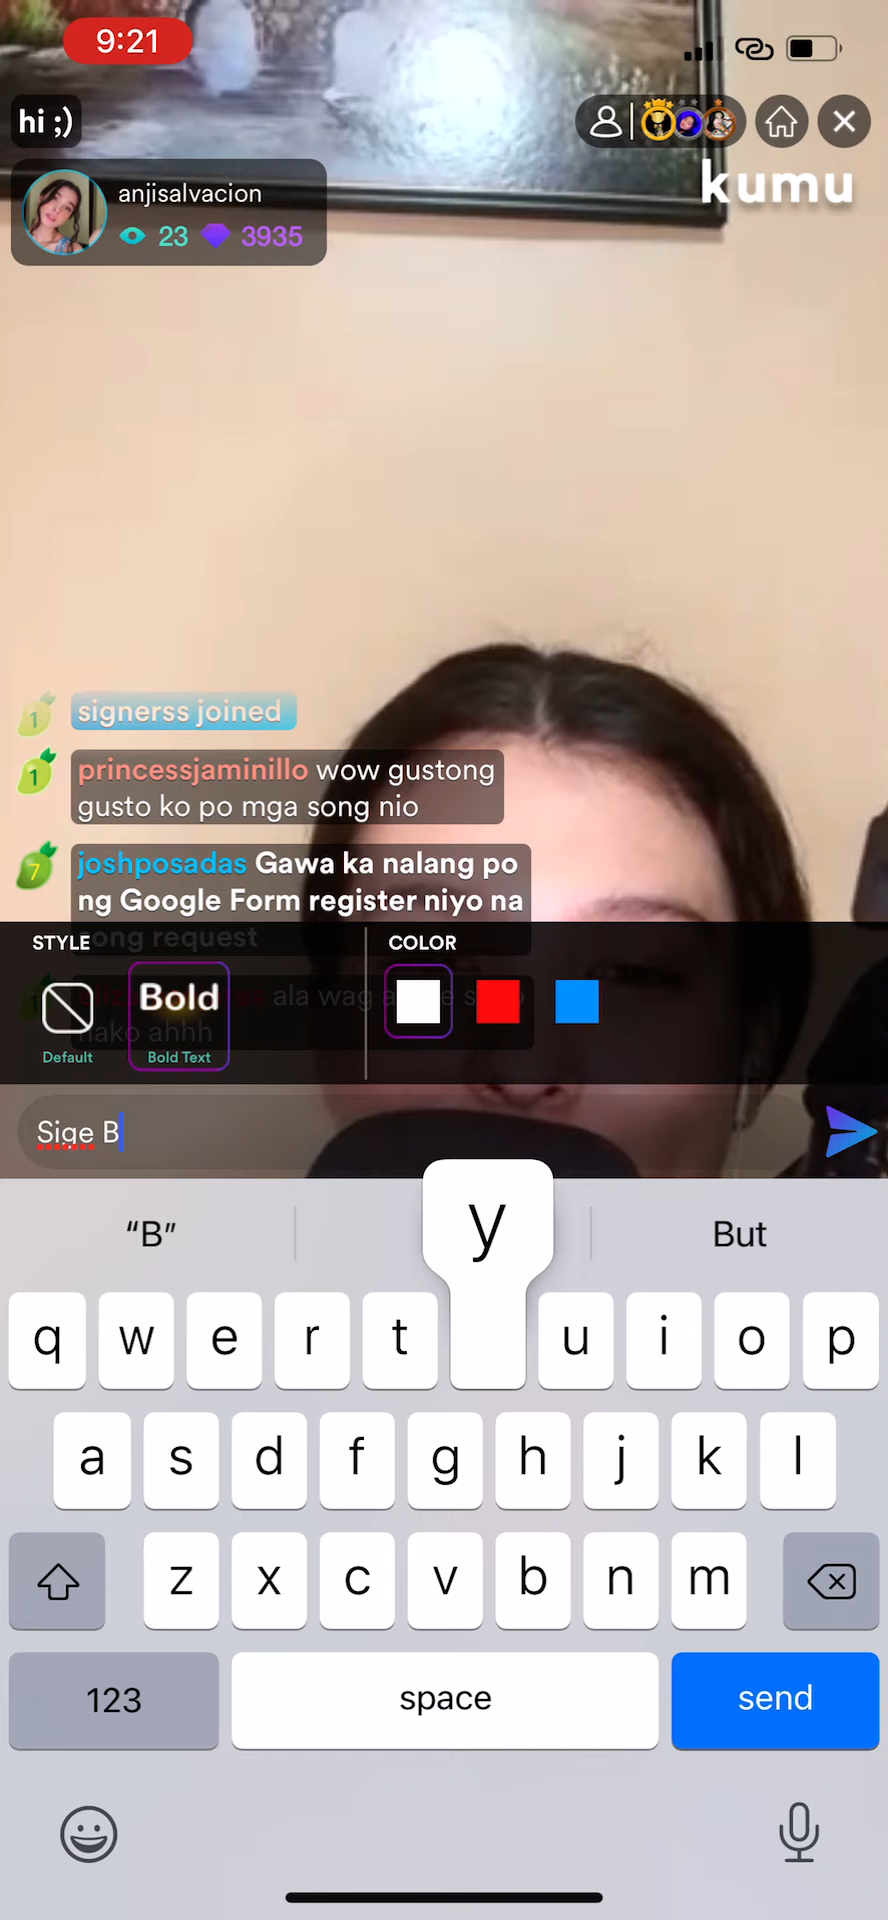 9:21
hi ;)
anjisalvacion
23 3935
kumu
1 signerss joined
1 princessjaminillo wow gustong
gusto ko po mga song nio
7 joshposadas Gawa ka nalang po
ng Google Form register niyo na
song request
ala wag
nako ahhh
STYLE
COLOR
Bold
Default
Bold Text
Sige B
“B”
y
But
q w e r t u i o p
a s d f g h j k l
z x c v b n m
123 space send